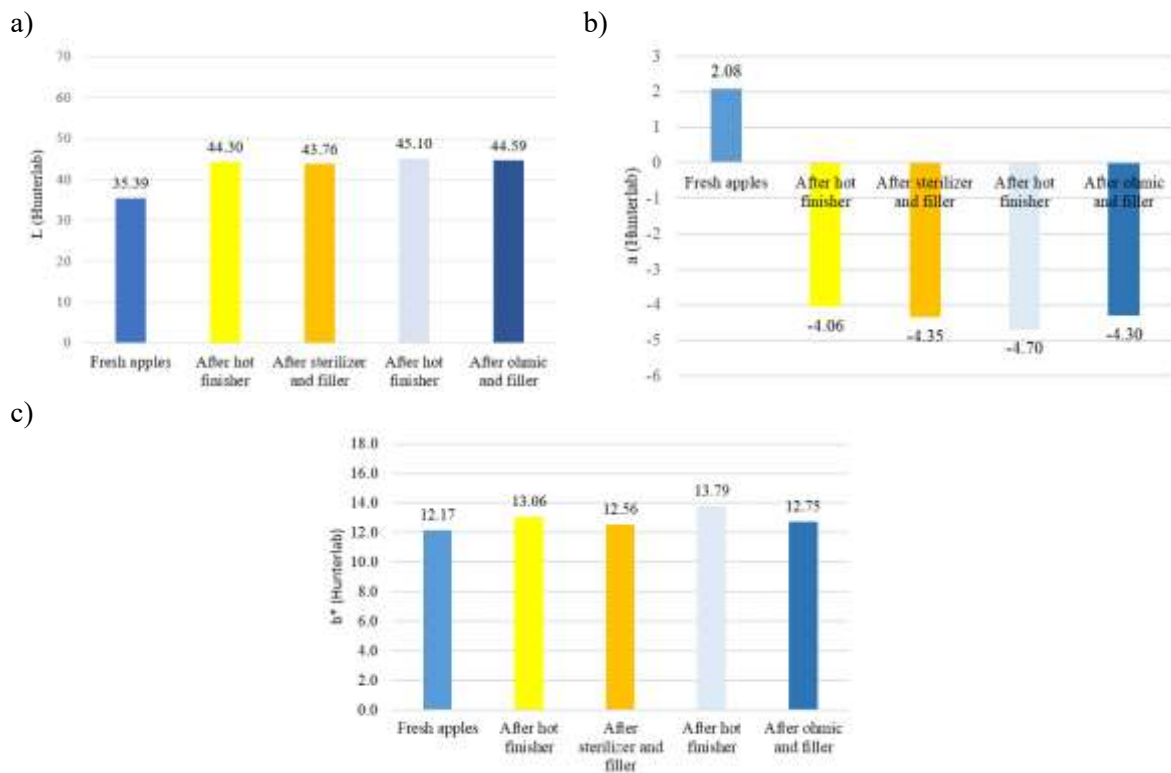 a)
70
60
50
40
30
20
10
0
L (Hunterlab)
35.39
44.30
43.76
45.10
44.59
Fresh apples
After hot
finisher
After sterilizer
and filler
After hot
finisher
After ohmic
and filler
b)
3
2
1
0
-1
-2
-3
-4
-5
-6
a (Hunterlab)
2.08
Fresh apples
After hot
finisher
After sterilizer
and filler
After hot
finisher
After ohmic
and filler
-4.06
-4.35
-4.70
-4.30
c)
18.0
16.0
14.0
12.0
10.0
8.0
6.0
4.0
2.0
0.0
b* (Hunterlab)
12.17
13.06
12.56
13.79
12.75
Fresh apples
After hot
finisher
After
sterilizer and
filler
After hot
finisher
After ohmic
and filler